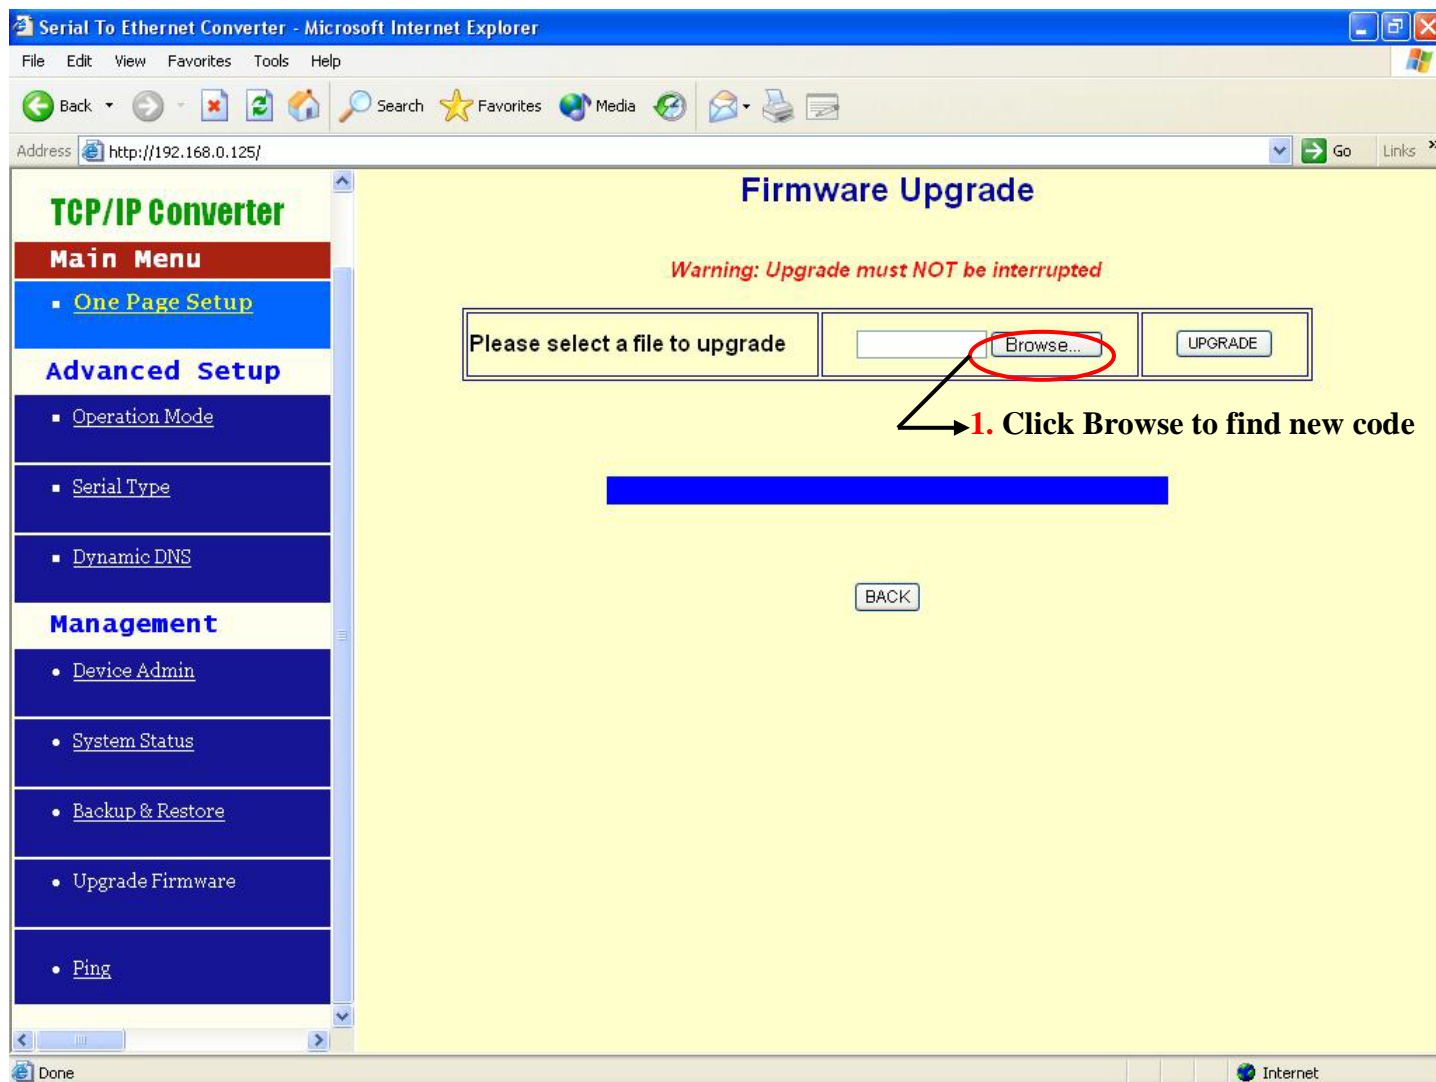 Serial To Ethernet Converter - Microsoft Internet Explorer
File Edit View Favorites Tools Help
Back Search Favorites Media
Address http://192.168.0.125/ Go Links »
TCP/IP Converter
Main Menu
One Page Setup
Advanced Setup
Operation Mode
Serial Type
Dynamic DNS
Management
Device Admin
System Status
Backup & Restore
Upgrade Firmware
Ping
Firmware Upgrade
Warning: Upgrade must NOT be interrupted
Please select a file to upgrade Browse... UPGRADE
1. Click Browse to find new code
BACK
Done Internet